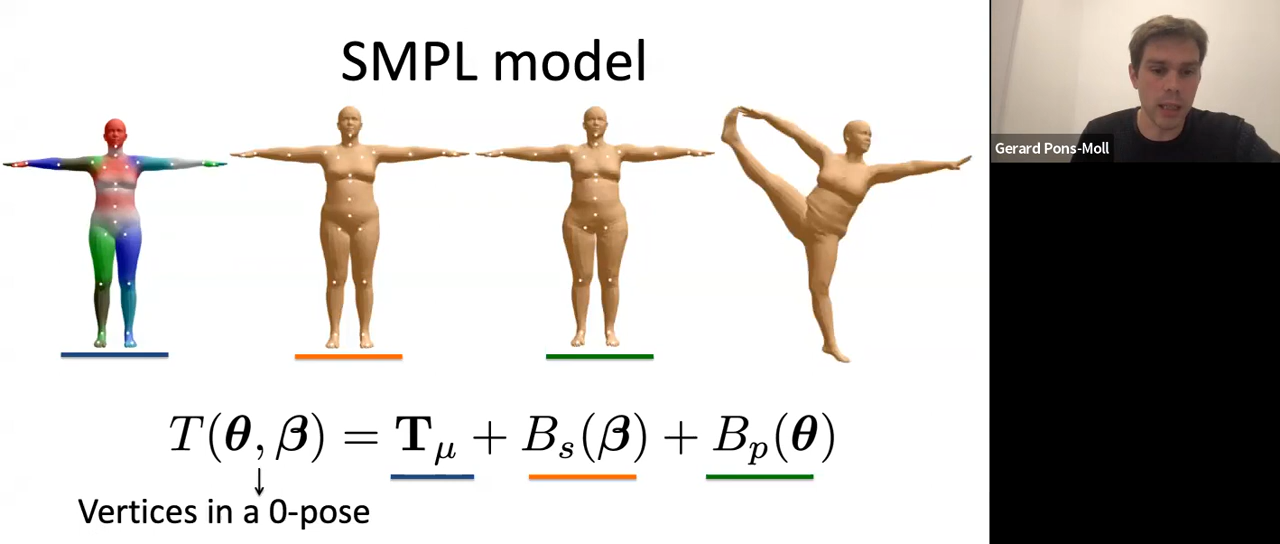 SMPL model
Gerard Pons-Moll
T(θ, β) = T_μ + B_s(β) + B_p(θ)
Vertices in a 0-pose